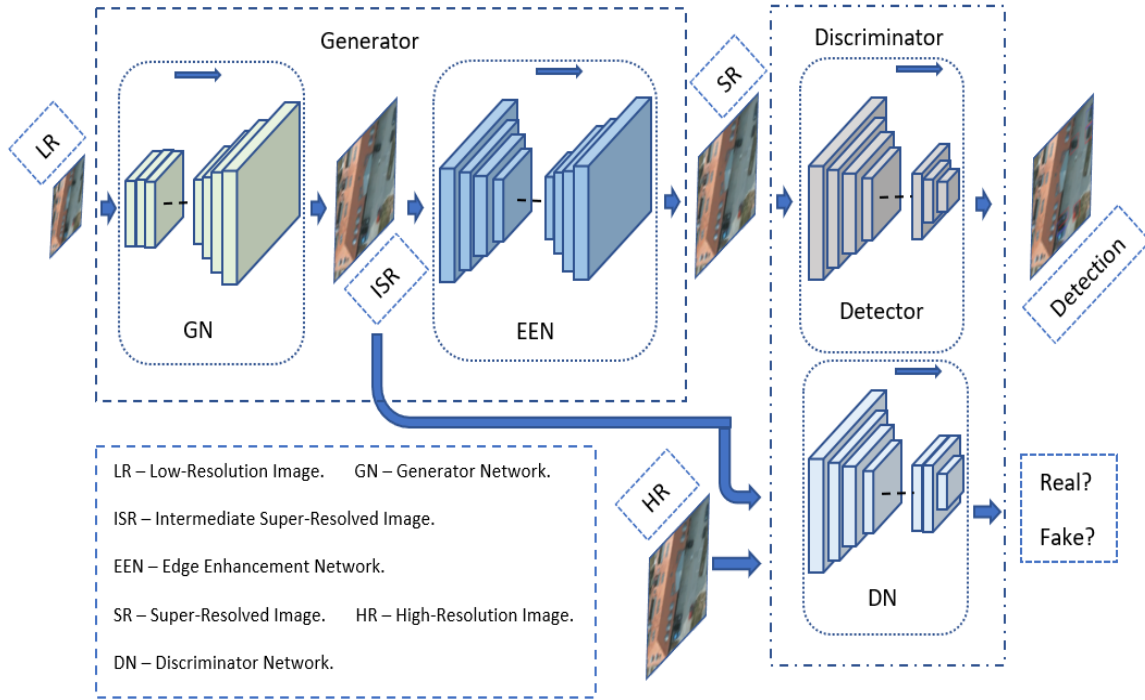 Generator
Discriminator
LR
ISR
SR
GN
EEN
Detector
Detection
HR
DN
Real?
Fake?
LR – Low-Resolution Image. GN – Generator Network.
ISR – Intermediate Super-Resolved Image.
EEN – Edge Enhancement Network.
SR – Super-Resolved Image. HR – High-Resolution Image.
DN – Discriminator Network.